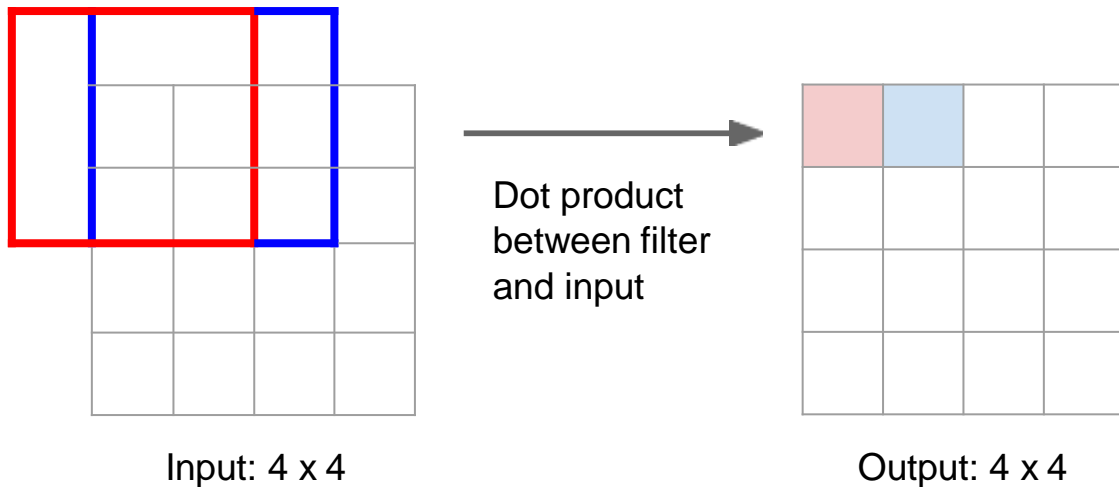 Dot product
between filter
and input
Input: 4 x 4
Output: 4 x 4